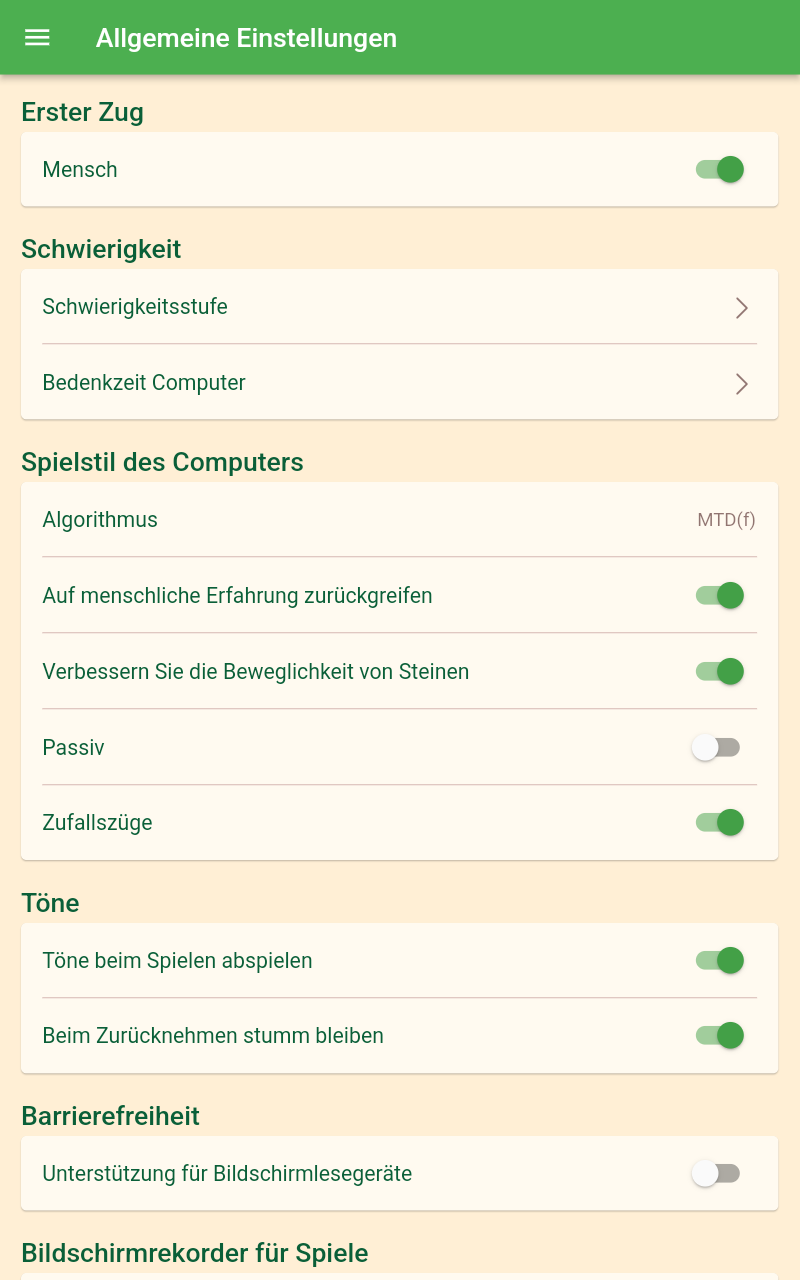 Allgemeine Einstellungen
Erster Zug
Mensch
Schwierigkeit
Schwierigkeitsstufe
Bedenkzeit Computer
Spielstil des Computers
Algorithmus MTD(f)
Auf menschliche Erfahrung zurückgreifen
Verbessern Sie die Beweglichkeit von Steinen
Passiv
Zufallszüge
Töne
Töne beim Spielen abspielen
Beim Zurücknehmen stumm bleiben
Barrierefreiheit
Unterstützung für Bildschirmlesegeräte
Bildschirmrekorder für Spiele